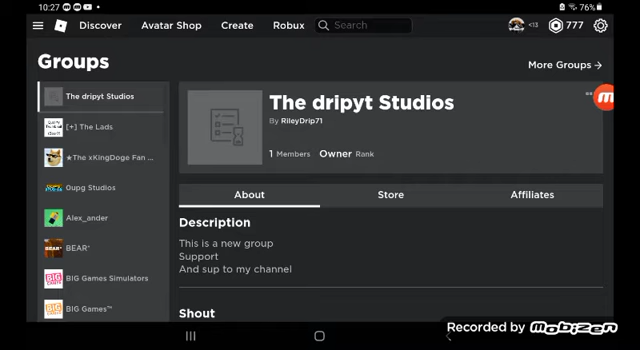 10:27
76%
Discover
Avatar Shop
Create
Robux
Search
<13
777
Groups
More Groups →
The dripyt Studios
[+] The Lads
★The xKingDoge Fan ...
Oupg Studios
Alex_ander
BEAR*
BIG Games Simulators
BIG Games™
The dripyt Studios
By RileyDrip71
1 Members
Owner Rank
About
Store
Affiliates
Description
This is a new group
Support
And sup to my channel
Shout
Recorded by Mobizen